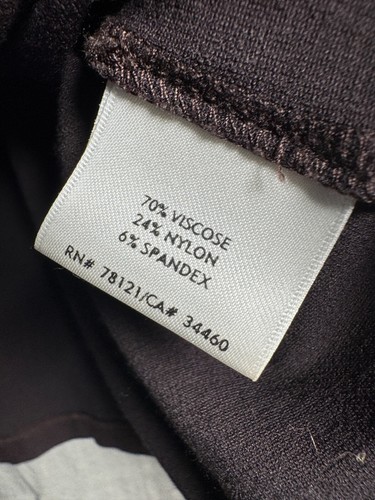 70% VISCOSE
24% NYLON
6% SPANDEX
RN# 78121/CA# 34460